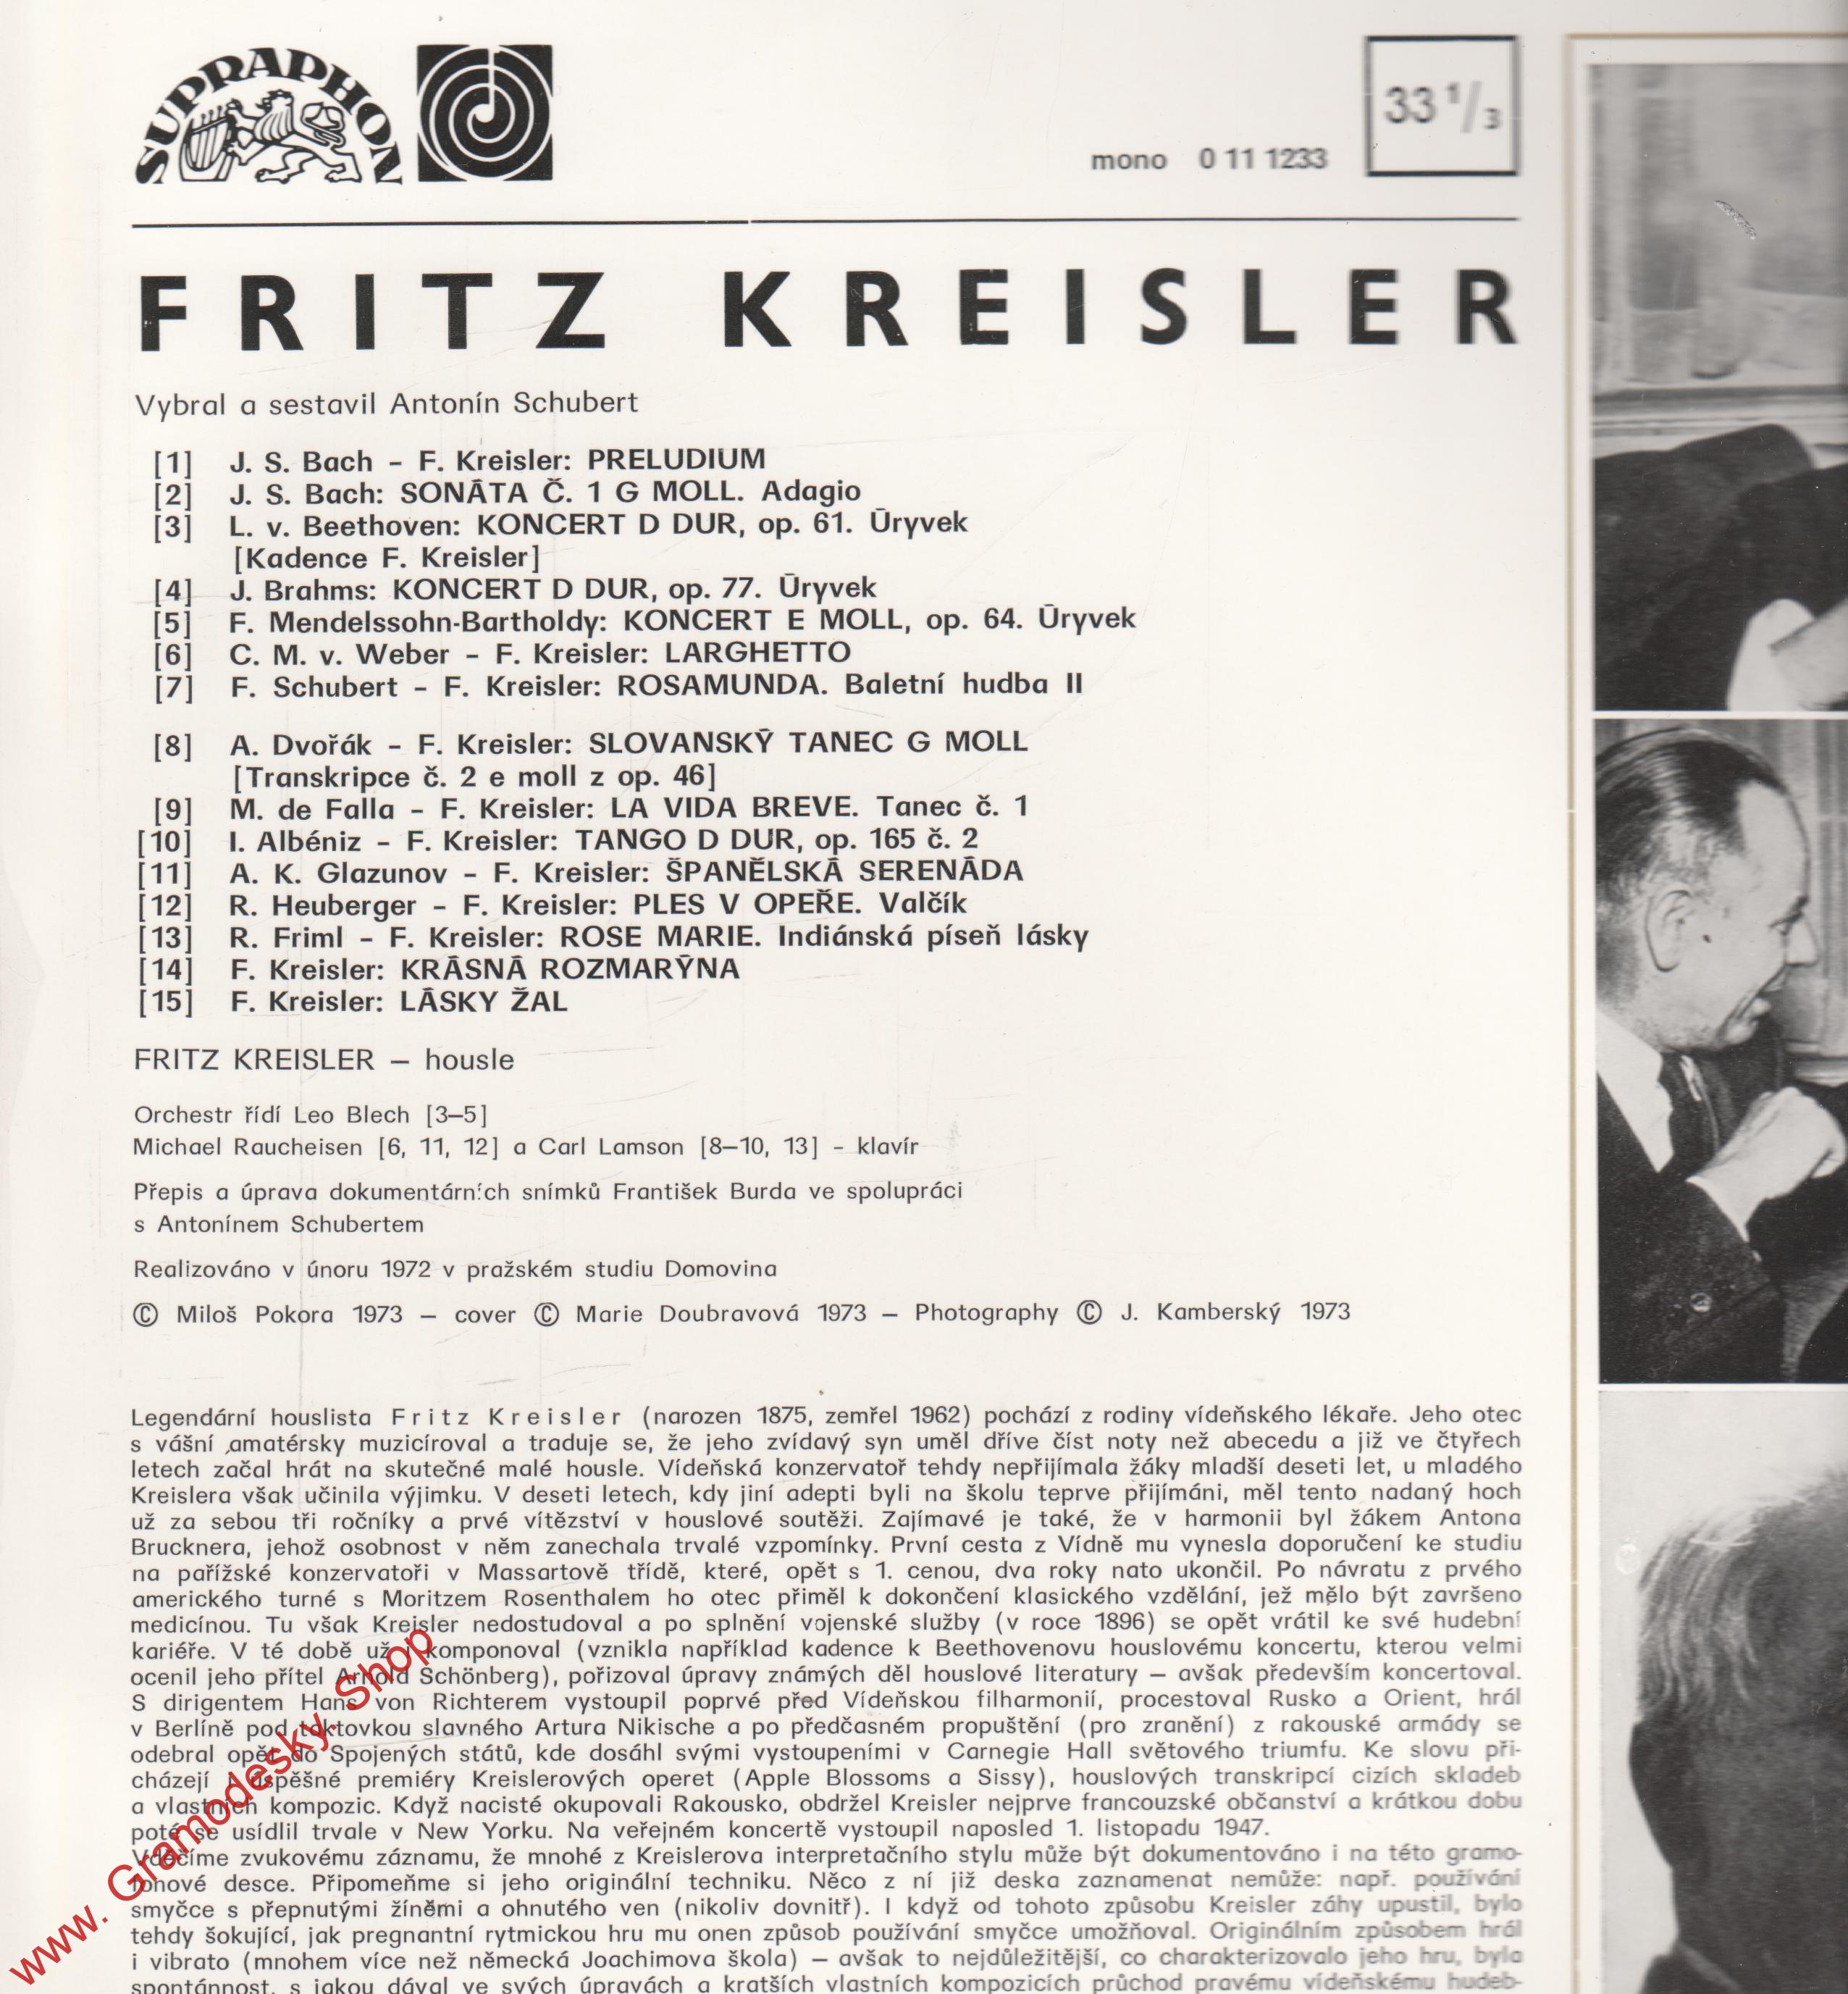 SUPRAPHON
mono 0 11 1233
33 1/3
FRITZ KREISLER
Vybral a sestavil Antonín Schubert
[1] J. S. Bach – F. Kreisler: PRELUDIUM
[2] J. S. Bach: SONÁTA Č. 1 G MOLL. Adagio
[3] L. v. Beethoven: KONCERT D DUR, op. 61. Úryvek
[Kadence F. Kreisler]
[4] J. Brahms: KONCERT D DUR, op. 77. Úryvek
[5] F. Mendelssohn-Bartholdy: KONCERT E MOLL, op. 64. Úryvek
[6] C. M. v. Weber – F. Kreisler: LARGHETTO
[7] F. Schubert – F. Kreisler: ROSAMUNDA. Baletní hudba II
[8] A. Dvořák – F. Kreisler: SLOVANSKÝ TANEC G MOLL
[Transkripce č. 2 e moll z op. 46]
[9] M. de Falla – F. Kreisler: LA VIDA BREVE. Tanec č. 1
[10] I. Albéniz – F. Kreisler: TANGO D DUR, op. 165 č. 2
[11] A. K. Glazunov – F. Kreisler: ŠPANĚLSKÁ SERENÁDA
[12] R. Heuberger – F. Kreisler: PLES V OPEŘE. Valčík
[13] R. Friml – F. Kreisler: ROSE MARIE. Indiánská píseň lásky
[14] F. Kreisler: KRÁSNÁ ROZMARÝNA
[15] F. Kreisler: LÁSKY ŽAL
FRITZ KREISLER – housle
Orchestr řídí Leo Blech [3–5]
Michael Raucheisen [6, 11, 12] a Carl Lamson [8–10, 13] – klavír
Přepis a úprava dokumentárních snímků František Burda ve spolupráci
s Antonínem Schubertem
Realizováno v únoru 1972 v pražském studiu Domovina
© Miloš Pokora 1973 – cover © Marie Doubravová 1973 – Photography © J. Kamberský 1973
Legendární houslista Fritz Kreisler (narozen 1875, zemřel 1962) pochází z rodiny vídeňského lékaře. Jeho otec
s vášní amatérsky muzicíroval a traduje se, že jeho zvídavý syn uměl dříve číst noty než abecedu a již ve čtyřech
letech začal hrát na skutečné malé housle. Vídeňská konzervatoř tehdy nepřijímala žáky mladší deseti let, u mladého
Kreislera však učinila výjimku. V deseti letech, kdy jiní adepti byli na školu teprve přijímáni, měl tento nadaný hoch
už za sebou tři ročníky a prvé vítězství v houslové soutěži. Zajímavé je také, že v harmonii byl žákem Antona
Brucknera, jehož osobnost v něm zanechala trvalé vzpomínky. První cesta z Vídně mu vynesla doporučení ke studiu
na pařížské konzervatoři v Massartově třídě, které, opět s 1. cenou, dva roky nato ukončil. Po návratu z prvého
amerického turné s Moritzem Rosenthalem ho otec přiměl k dokončení klasického vzdělání, jež mělo být završeno
medicínou. Tu však Kreisler nedostudoval a po splnění vojenské služby (v roce 1896) se opět vrátil ke své hudební
kariéře. V té době už i komponoval (vznikla například kadence k Beethovenovu houslovému koncertu, kterou velmi
ocenil jeho přítel Arnold Schönberg), pořizoval úpravy známých děl houslové literatury — avšak především koncertoval.
S dirigentem Hans von Richterem vystoupil poprvé před Vídeňskou filharmonií, procestoval Rusko a Orient, hrál
v Berlíně pod taktovkou slavného Artura Nikische a po předčasném propuštění (pro zranění) z rakouské armády se
odebral opět do Spojených států, kde dosáhl svými vystoupeními v Carnegie Hall světového triumfu. Ke slovu při-
cházejí i úspěšné premiéry Kreislerových operet (Apple Blossoms a Sissy), houslových transkripcí cizích skladeb
a vlastních kompozic. Když nacisté okupovali Rakousko, obdržel Kreisler nejprve francouzské občanství a krátkou dobu
poté se usídlil trvale v New Yorku. Na veřejném koncertě vystoupil naposled 1. listopadu 1947.
Vděčíme zvukovému záznamu, že mnohé z Kreislerova interpretačního stylu může být dokumentováno i na této gramo-
fonové desce. Připomeňme si jeho originální techniku. Něco z ní již deska zaznamenat nemůže: např. používání
smyčce s přepnutými žíněmi a ohnutého ven (nikoliv dovnitř). I když od tohoto způsobu Kreisler záhy upustil, bylo
tehdy šokující, jak pregnantní rytmickou hru mu onen způsob používání smyčce umožňoval. Originálním způsobem hrál
i vibrato (mnohem více než německá Joachimova škola) — avšak to nejdůležitější, co charakterizovalo jeho hru, byla
spontánnost, s jakou dával ve svých úpravách a kratších vlastních kompozicích průchod pravému vídeňskému hudeb-
www. Gramodesky.Shop